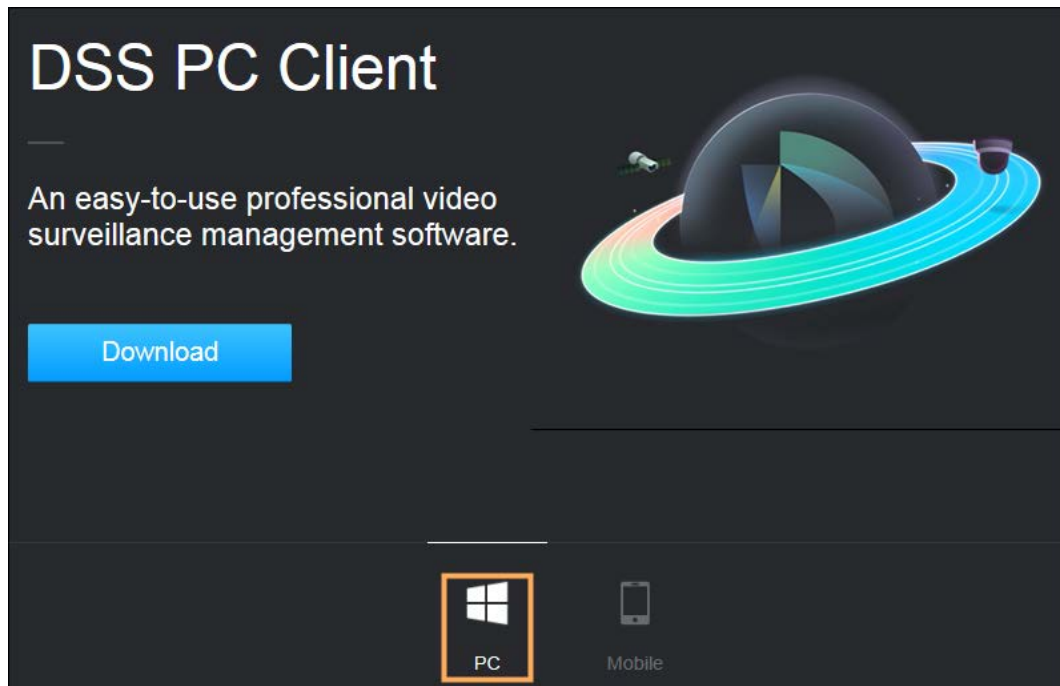 DSS PC Client
An easy-to-use professional video
surveillance management software.
Download
PC
Mobile